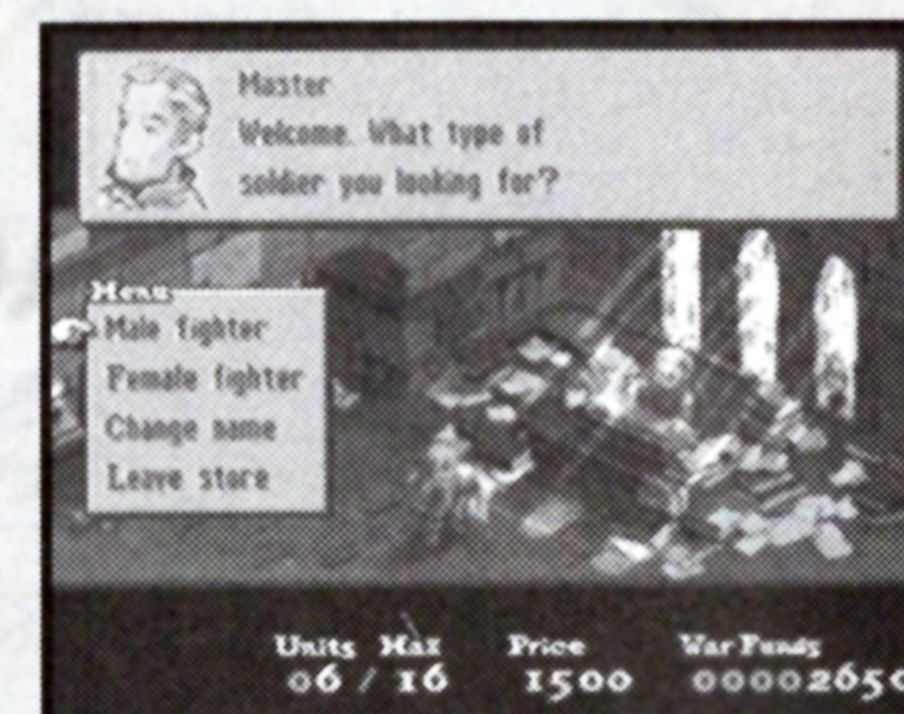 Master
Welcome. What type of
soldier you looking for?
Menu
Male fighter
Female fighter
Change name
Leave store
Units Max Price War Funds
06 / 16 1500 00002650